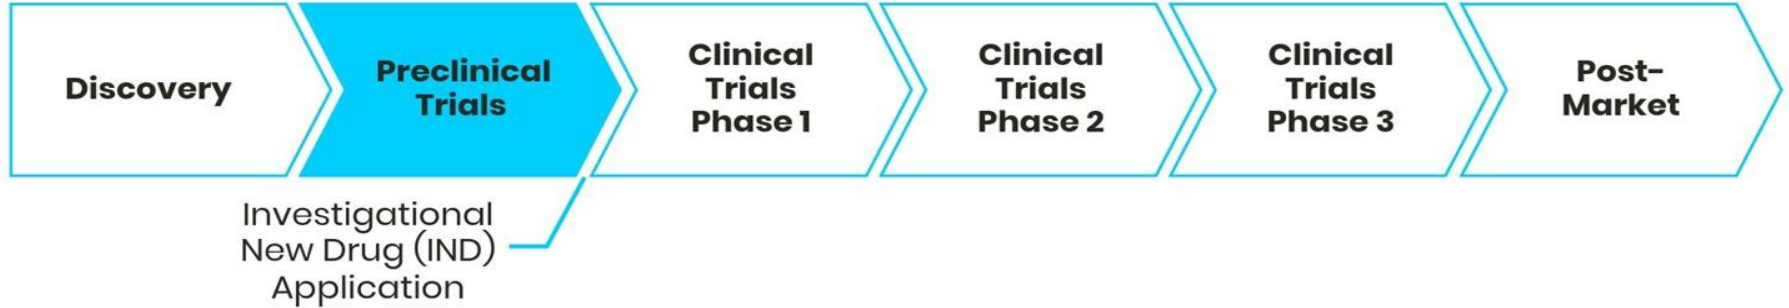 Discovery
Preclinical
Trials
Clinical
Trials
Phase 1
Clinical
Trials
Phase 2
Clinical
Trials
Phase 3
Post-
Market
Investigational
New Drug (IND)
Application